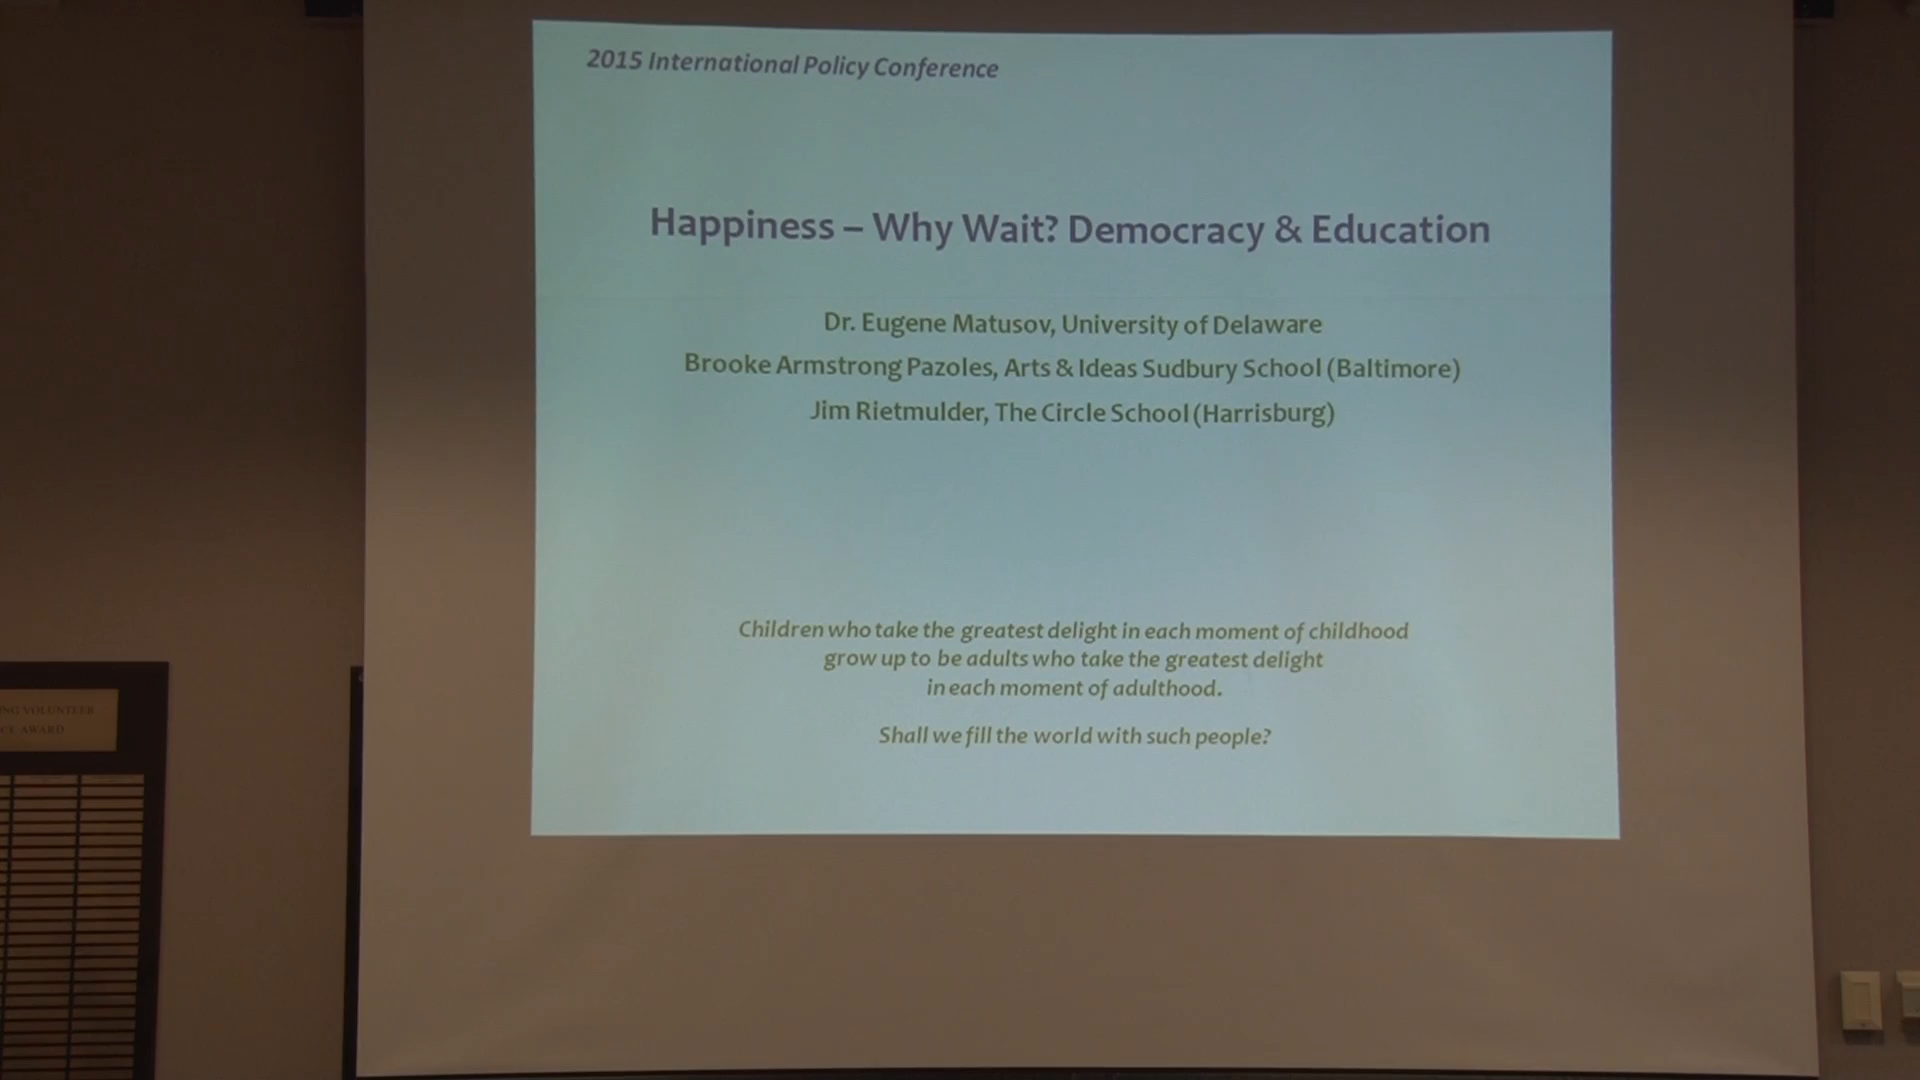 2015 International Policy Conference
Happiness – Why Wait? Democracy & Education
Dr. Eugene Matusov, University of Delaware
Brooke Armstrong Pazoles, Arts & Ideas Sudbury School (Baltimore)
Jim Rietmulder, The Circle School (Harrisburg)
Children who take the greatest delight in each moment of childhood
grow up to be adults who take the greatest delight
in each moment of adulthood.
Shall we fill the world with such people?
VOLUNTEER
AWARD